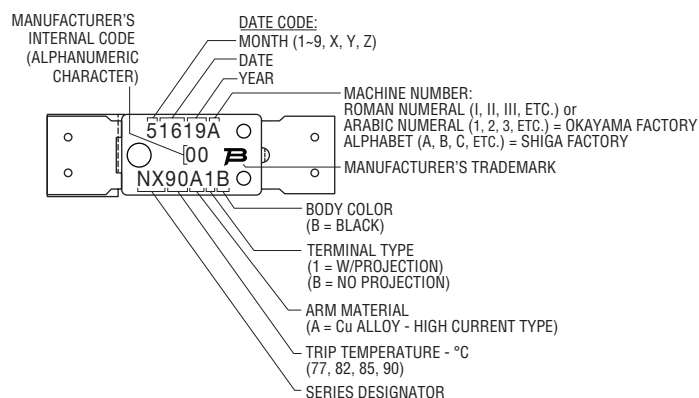 MANUFACTURER'S
INTERNAL CODE
(ALPHANUMERIC
CHARACTER)
DATE CODE:
MONTH (1~9, X, Y, Z)
DATE
YEAR
MACHINE NUMBER:
ROMAN NUMERAL (I, II, III, ETC.) or
ARABIC NUMERAL (1, 2, 3, ETC.) = OKAYAMA FACTORY
ALPHABET (A, B, C, ETC.) = SHIGA FACTORY
MANUFACTURER'S TRADEMARK
51619A
00
B
NX90A1B
BODY COLOR
(B = BLACK)
TERMINAL TYPE
(1 = W/PROJECTION)
(B = NO PROJECTION)
ARM MATERIAL
(A = Cu ALLOY - HIGH CURRENT TYPE)
TRIP TEMPERATURE - °C
(77, 82, 85, 90)
SERIES DESIGNATOR